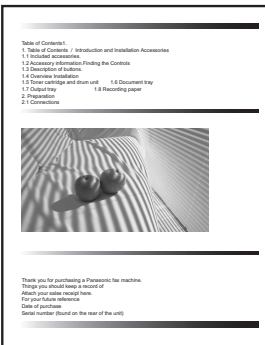 Table of Contents1.
1. Table of Contents / Introduction and Installation Accessories
1.1 Included accessories.
1.2 Accessory information.Finding the Controls
1.3 Description of buttons.
1.4 Overview Installation
1.5 Toner cartridge and drum unit 1.6 Document tray
1.7 Output tray 1.8 Recording paper
2. Preparation
2.1 Connections
Thank you for purchasing a Panasonic fax machine.
Things you should keep a record of
Attach your sales receipt here.
For your future reference
Date of purchase
Serial number (found on the rear of the unit)